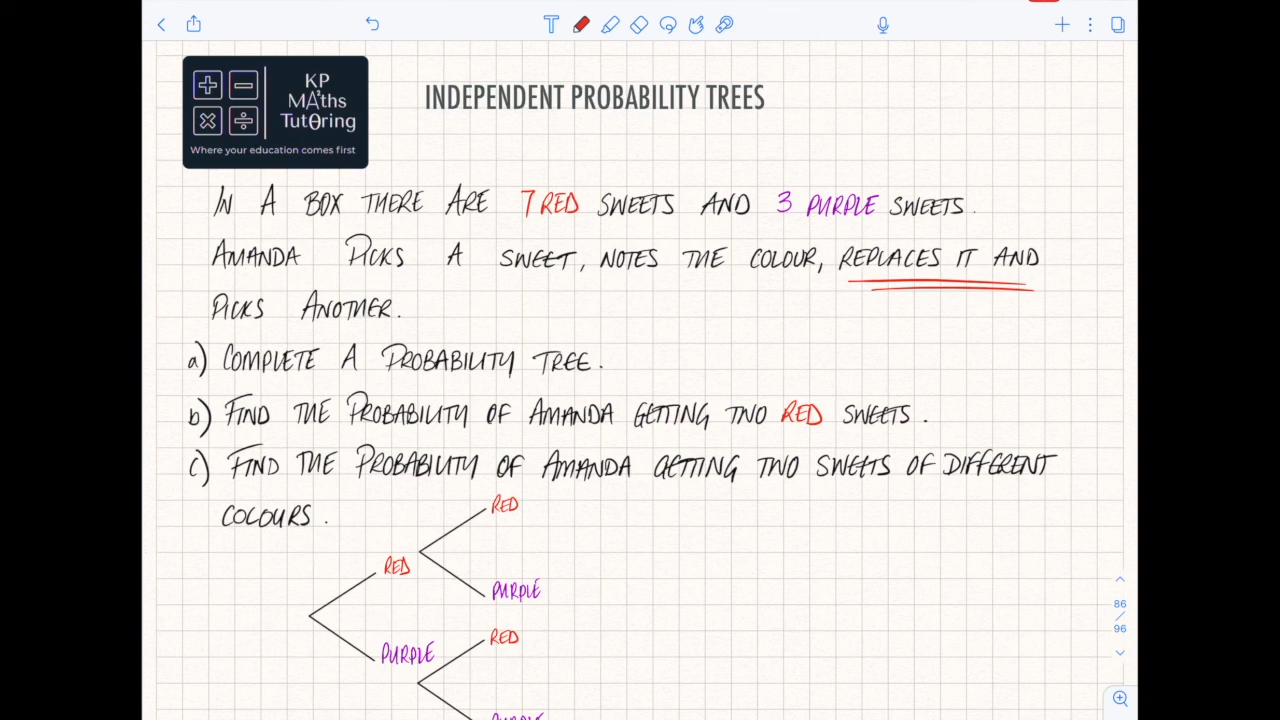 KP
MAths
TutOring
Where your education comes first
INDEPENDENT PROBABILITY TREES
IN A BOX THERE ARE 7 RED SWEETS AND 3 PURPLE SWEETS.
AMANDA PICKS A SWEET, NOTES THE COLOUR, REPLACES IT AND
PICKS ANOTHER.
a) COMPLETE A PROBABILITY TREE.
b) FIND THE PROBABILITY OF AMANDA GETTING TWO RED SWEETS.
c) FIND THE PROBABILITY OF AMANDA GETTING TWO SWEETS OF DIFFERENT
COLOURS.
RED
RED
PURPLE
PURPLE
RED
PURPLE
86
/
96